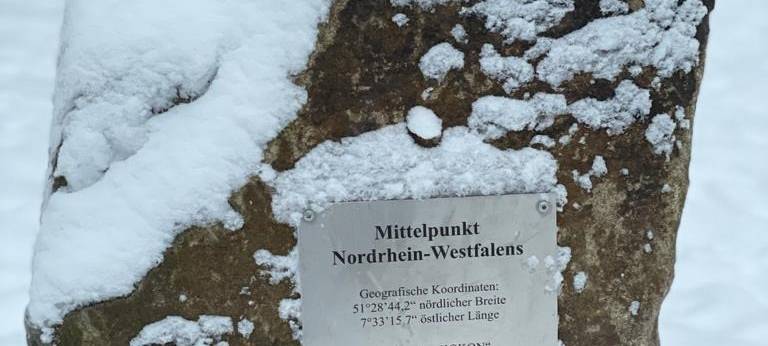 Mittelpunkt
Nordrhein-Westfalens
Geografische Koordinaten:
51°28'44,2“ nördlicher Breite
7°33'15,7“ östlicher Länge